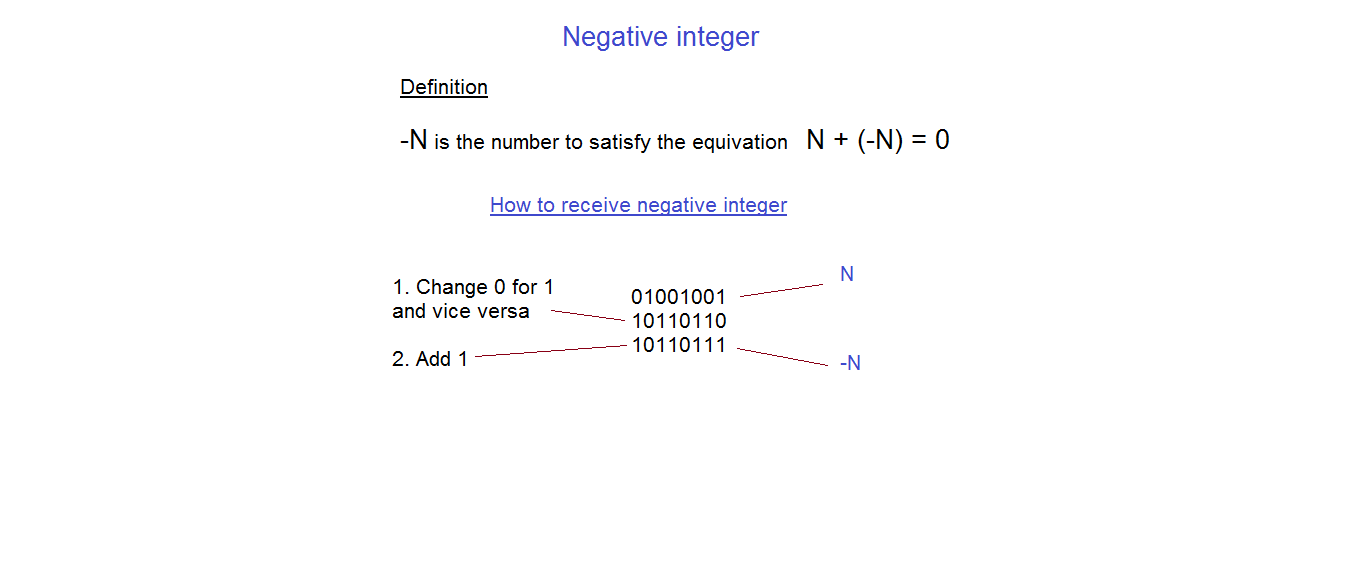 Negative integer
Definition
-N is the number to satisfy the equivation N + (-N) = 0
How to receive negative integer
N
1. Change 0 for 1
and vice versa
01001001
10110110
10110111
2. Add 1
-N